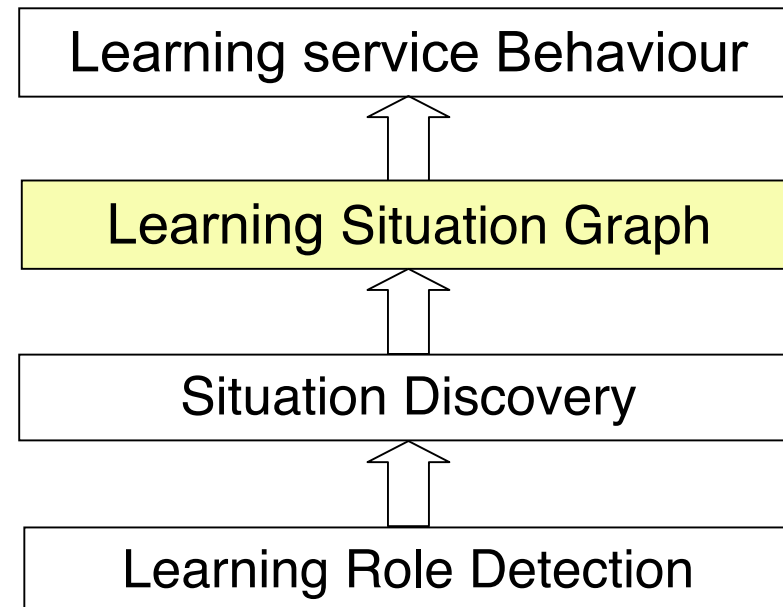 Learning service Behaviour
Learning Situation Graph
Situation Discovery
Learning Role Detection